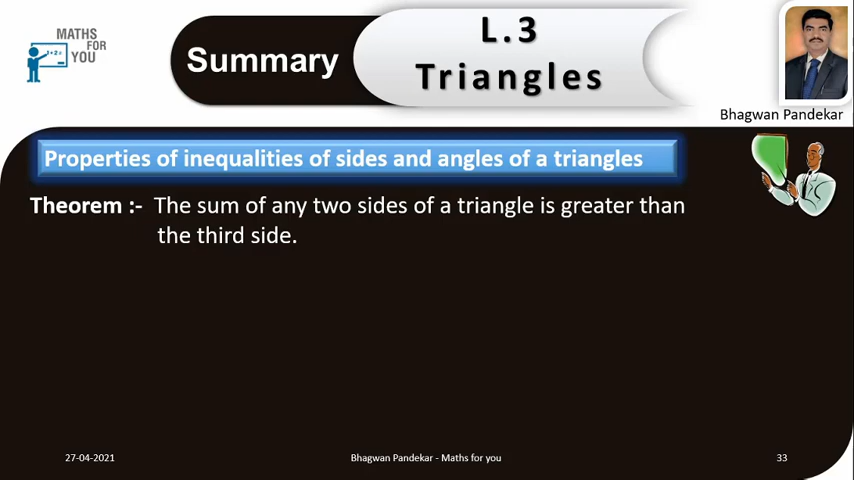 MATHS
FOR
YOU
1+2=
Summary
L.3
Triangles
Bhagwan Pandekar
Properties of inequalities of sides and angles of a triangles
Theorem :- The sum of any two sides of a triangle is greater than
the third side.
27-04-2021
Bhagwan Pandekar - Maths for you
33